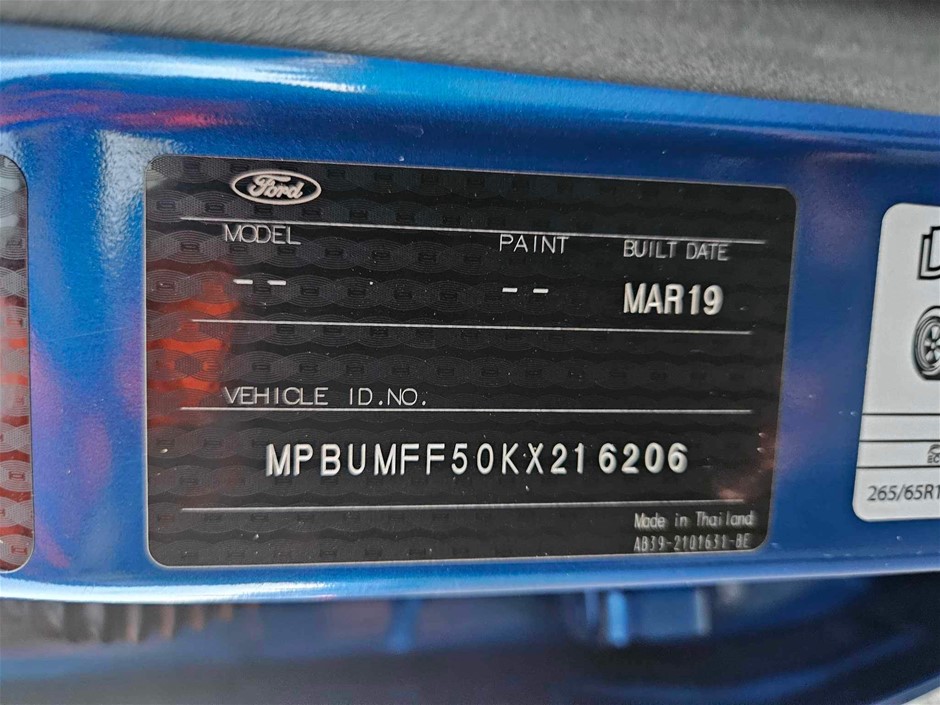 Ford
MODEL PAINT BUILT DATE
-- -- MAR19
VEHICLE ID.NO.
MPBUMFF50KX216206
Made in Thailand
AB39-2101631-BE
265/65R1